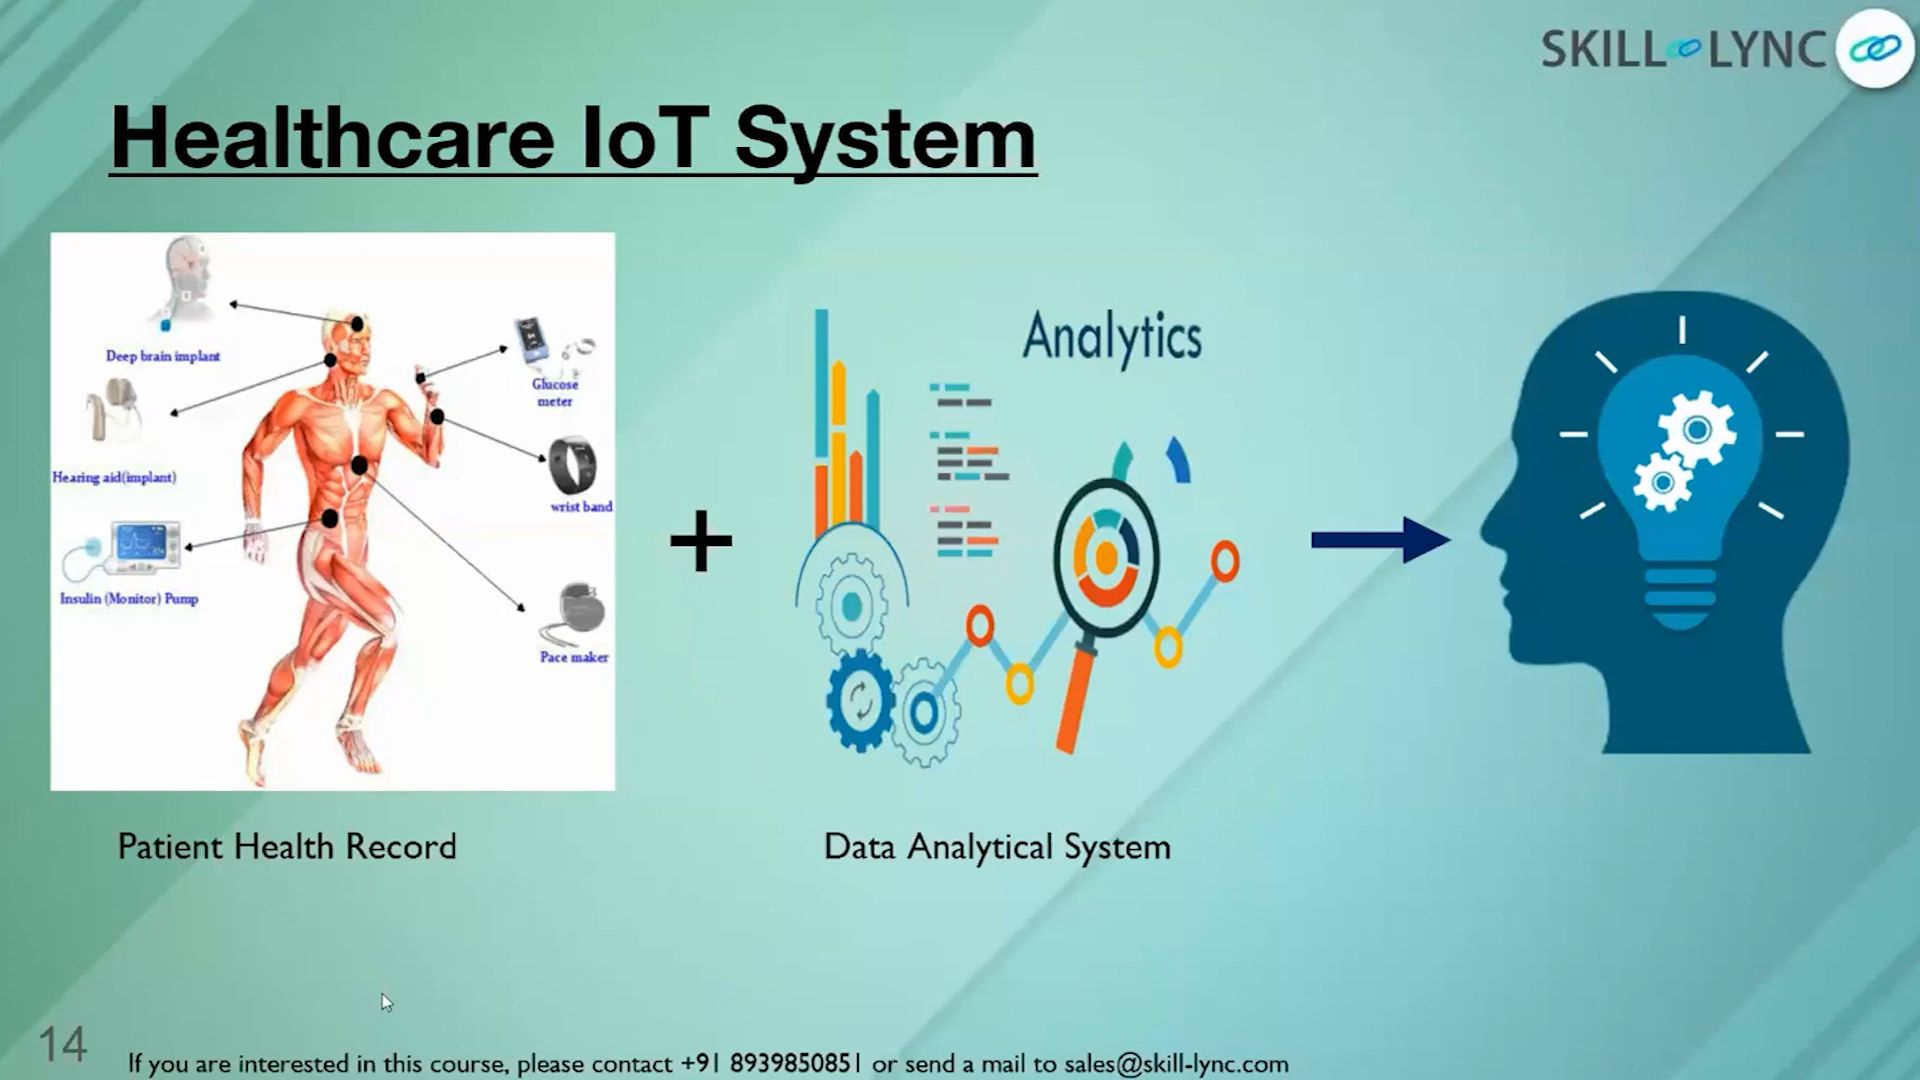 SKILL LYNC
Healthcare IoT System
Deep brain implant
Glucose
meter
Hearing aid(implant)
wrist band
Insulin (Monitor) Pump
Pace maker
Analytics
Patient Health Record
Data Analytical System
14
If you are interested in this course, please contact +91 8939850851 or send a mail to sales@skill-lync.com